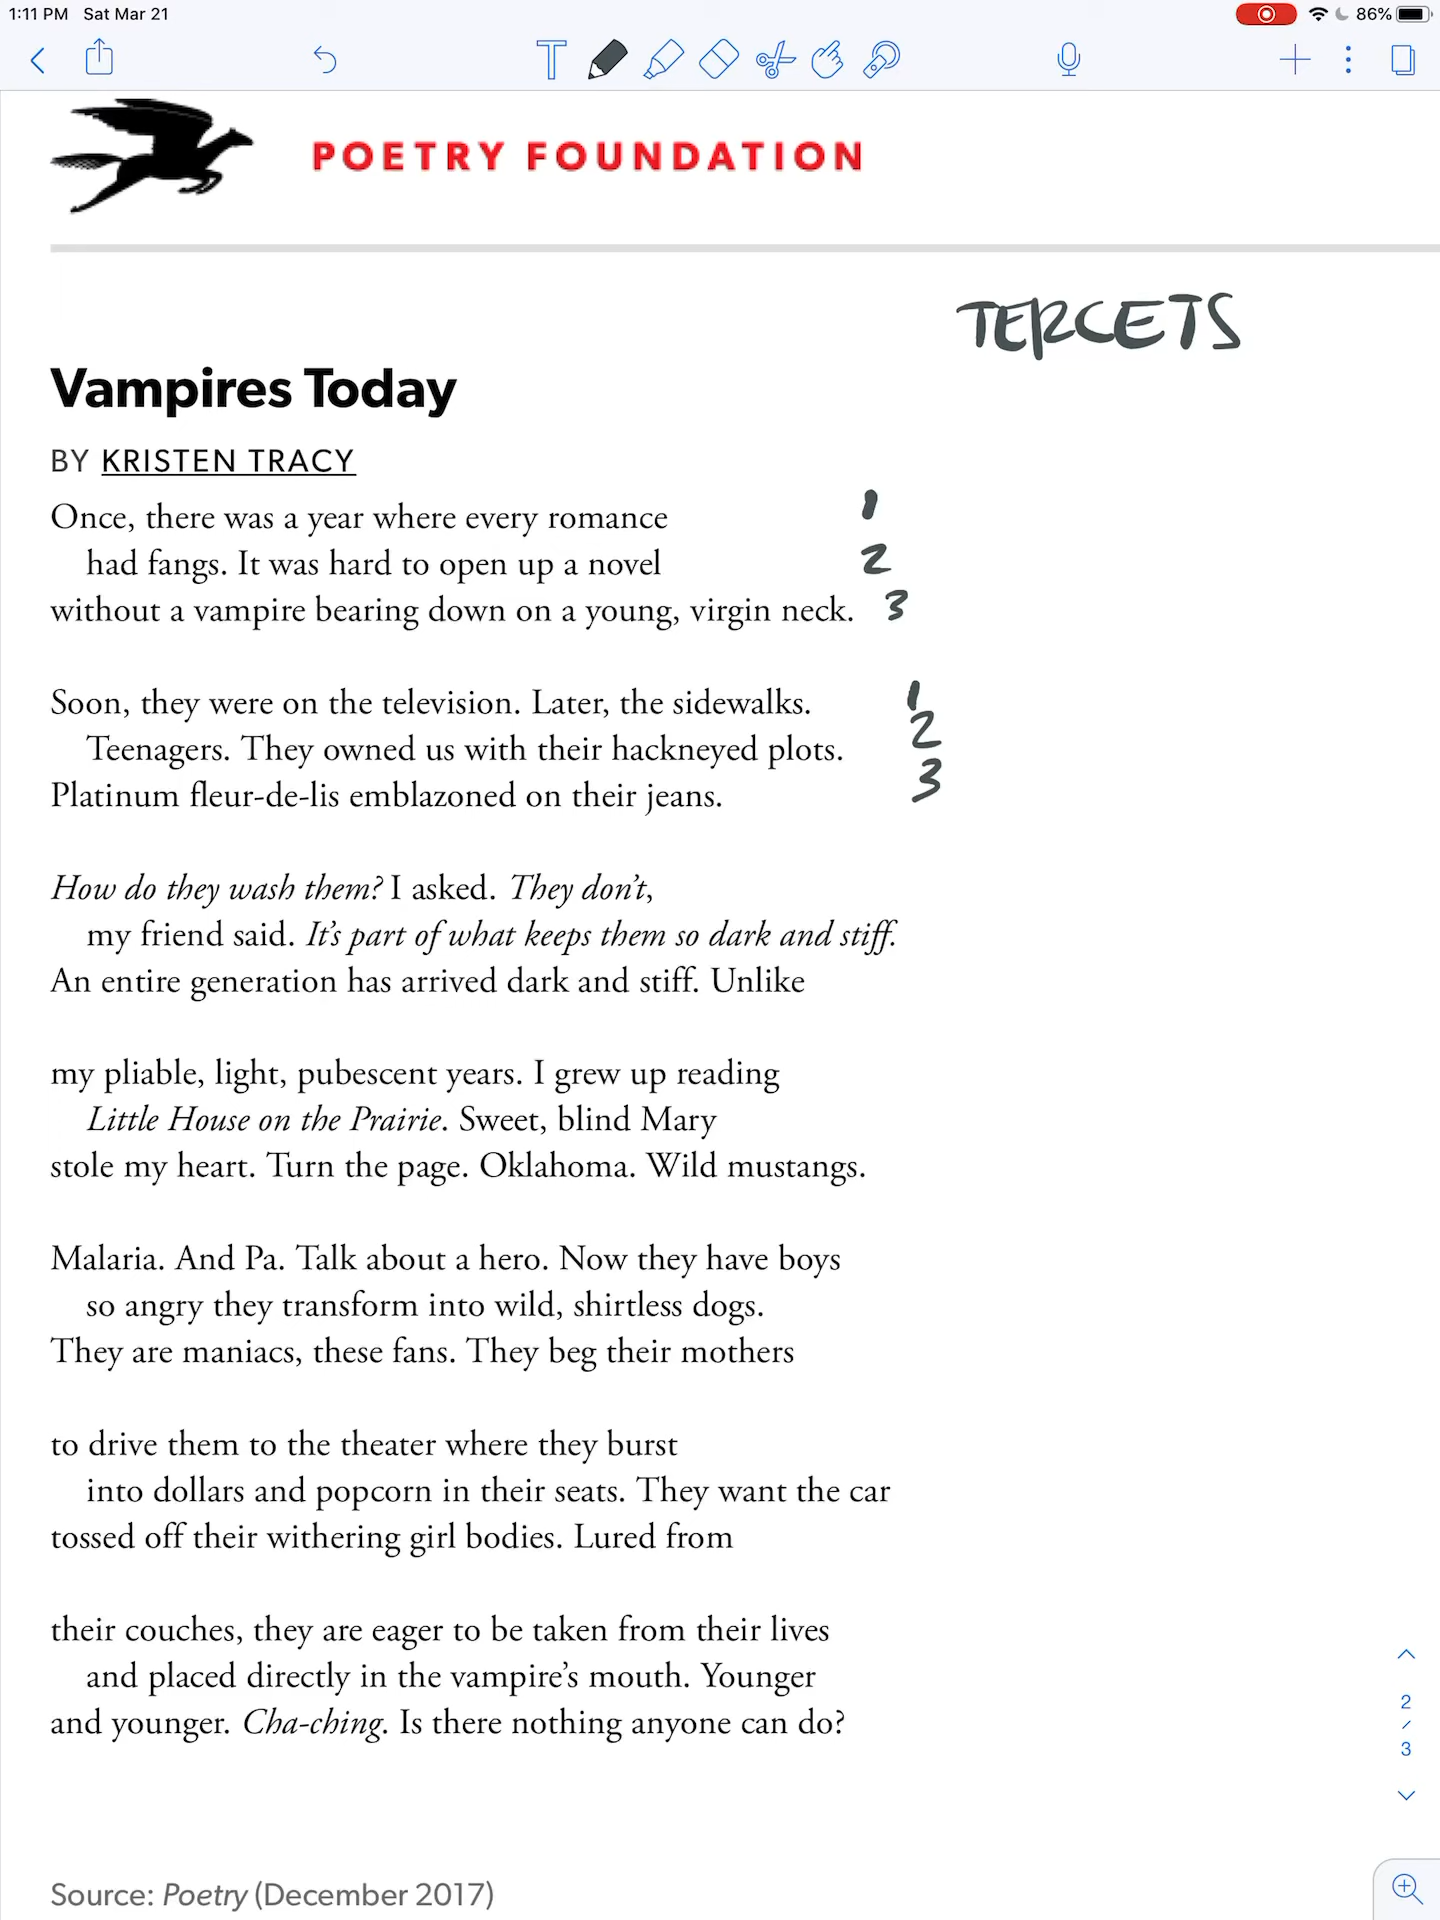 1:11 PM Sat Mar 21 86%
T
POETRY FOUNDATION
TERCETS
Vampires Today
BY KRISTEN TRACY
Once, there was a year where every romance 1
had fangs. It was hard to open up a novel 2
without a vampire bearing down on a young, virgin neck. 3
Soon, they were on the television. Later, the sidewalks. 1
Teenagers. They owned us with their hackneyed plots. 2
Platinum fleur-de-lis emblazoned on their jeans. 3
How do they wash them? I asked. They don’t,
my friend said. It’s part of what keeps them so dark and stiff.
An entire generation has arrived dark and stiff. Unlike
my pliable, light, pubescent years. I grew up reading
Little House on the Prairie. Sweet, blind Mary
stole my heart. Turn the page. Oklahoma. Wild mustangs.
Malaria. And Pa. Talk about a hero. Now they have boys
so angry they transform into wild, shirtless dogs.
They are maniacs, these fans. They beg their mothers
to drive them to the theater where they burst
into dollars and popcorn in their seats. They want the car
tossed off their withering girl bodies. Lured from
their couches, they are eager to be taken from their lives
and placed directly in the vampire’s mouth. Younger
and younger. Cha-ching. Is there nothing anyone can do?
2
/
3
Source: Poetry (December 2017)